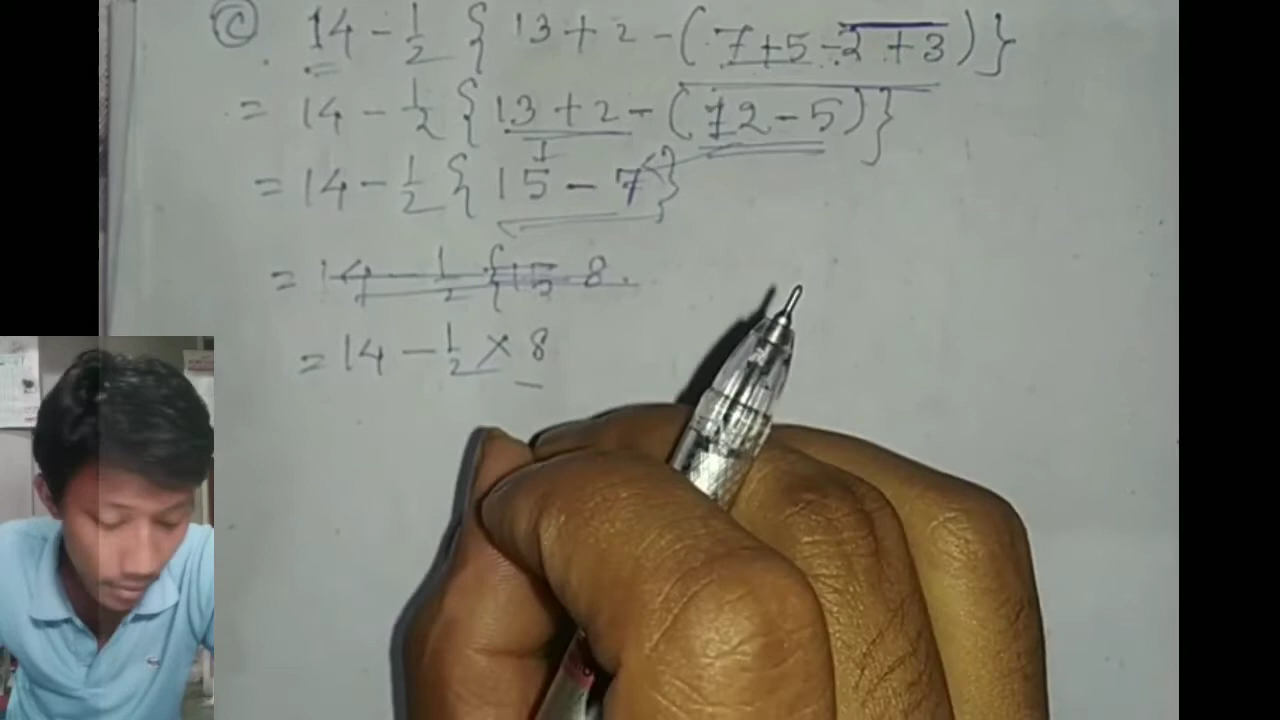 (c) 14 - 1/2 { 13 + 2 - ( 7 + 5 - 2 + 3 ) }
= 14 - 1/2 { 13 + 2 - ( 12 - 5 ) }
= 14 - 1/2 { 15 - 7 }
= 14 - 1/2 { 15 8
= 14 - 1/2 × 8